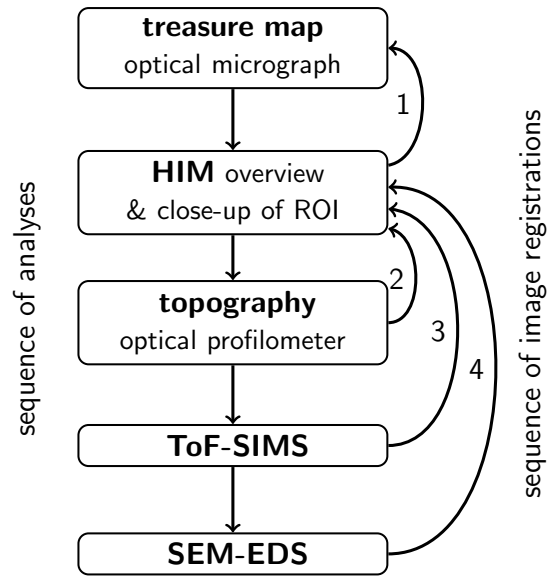 treasure map
optical micrograph
1
HIM overview
& close-up of ROI
2
topography
optical profilometer
3
4
ToF-SIMS
SEM-EDS
sequence of analyses
sequence of image registrations